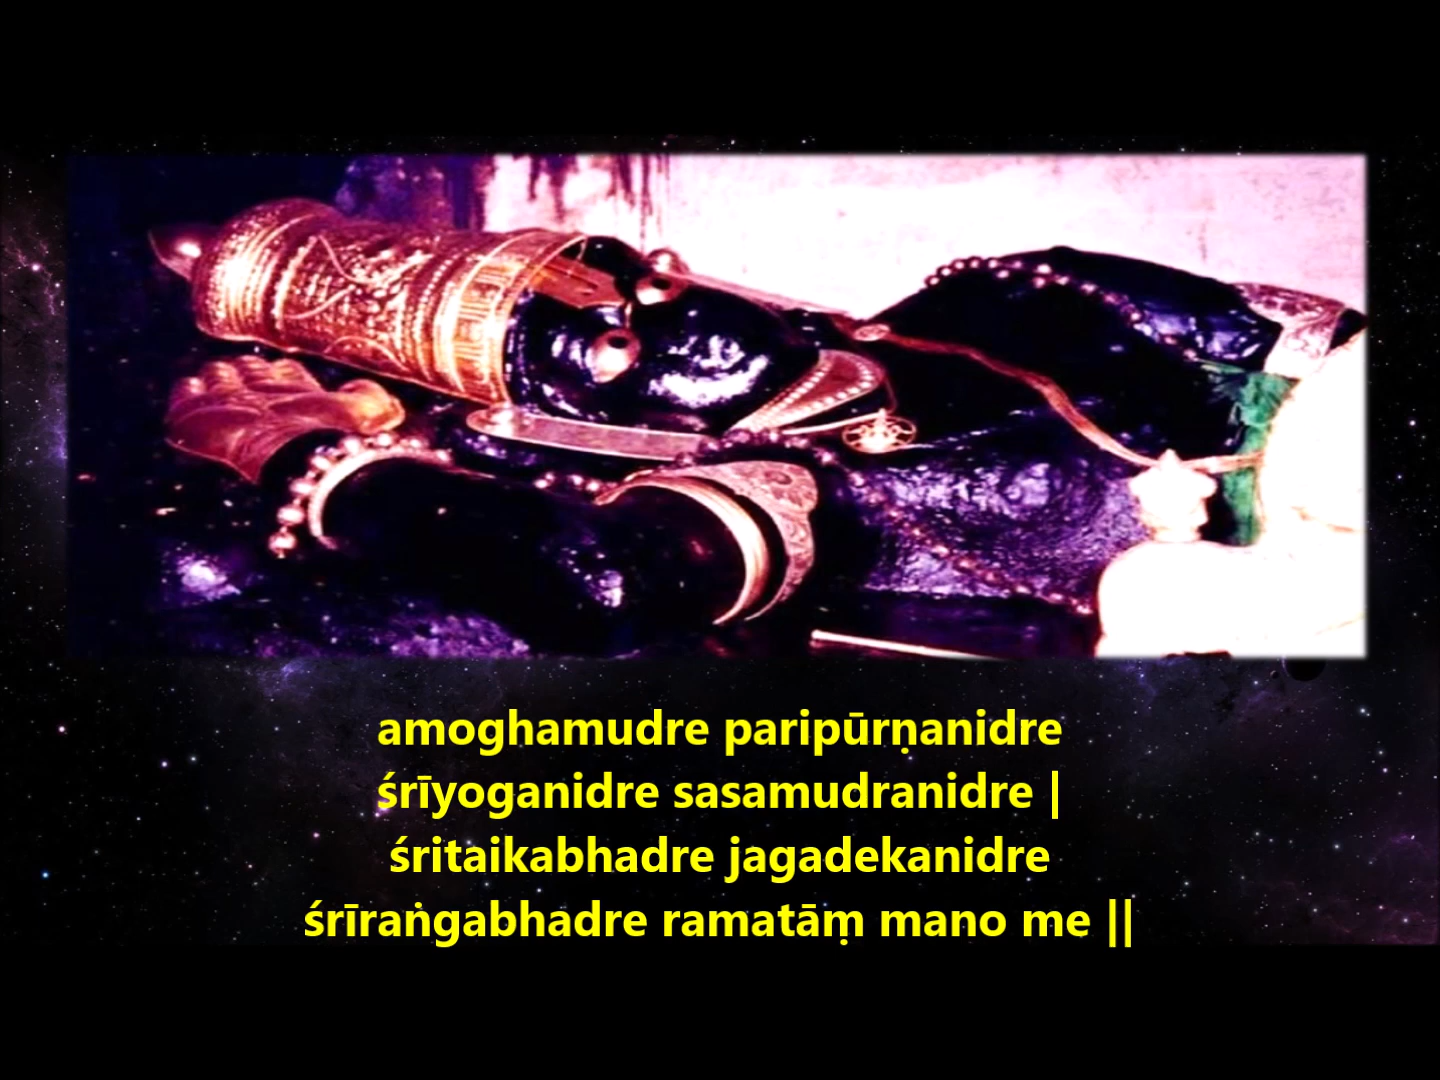 amoghamudre paripūrṇanidre
śrīyoganidre sasamudranidre |
śritaikabhadre jagadekanidre
śrīraṅgabhadre ramatāṃ mano me ||